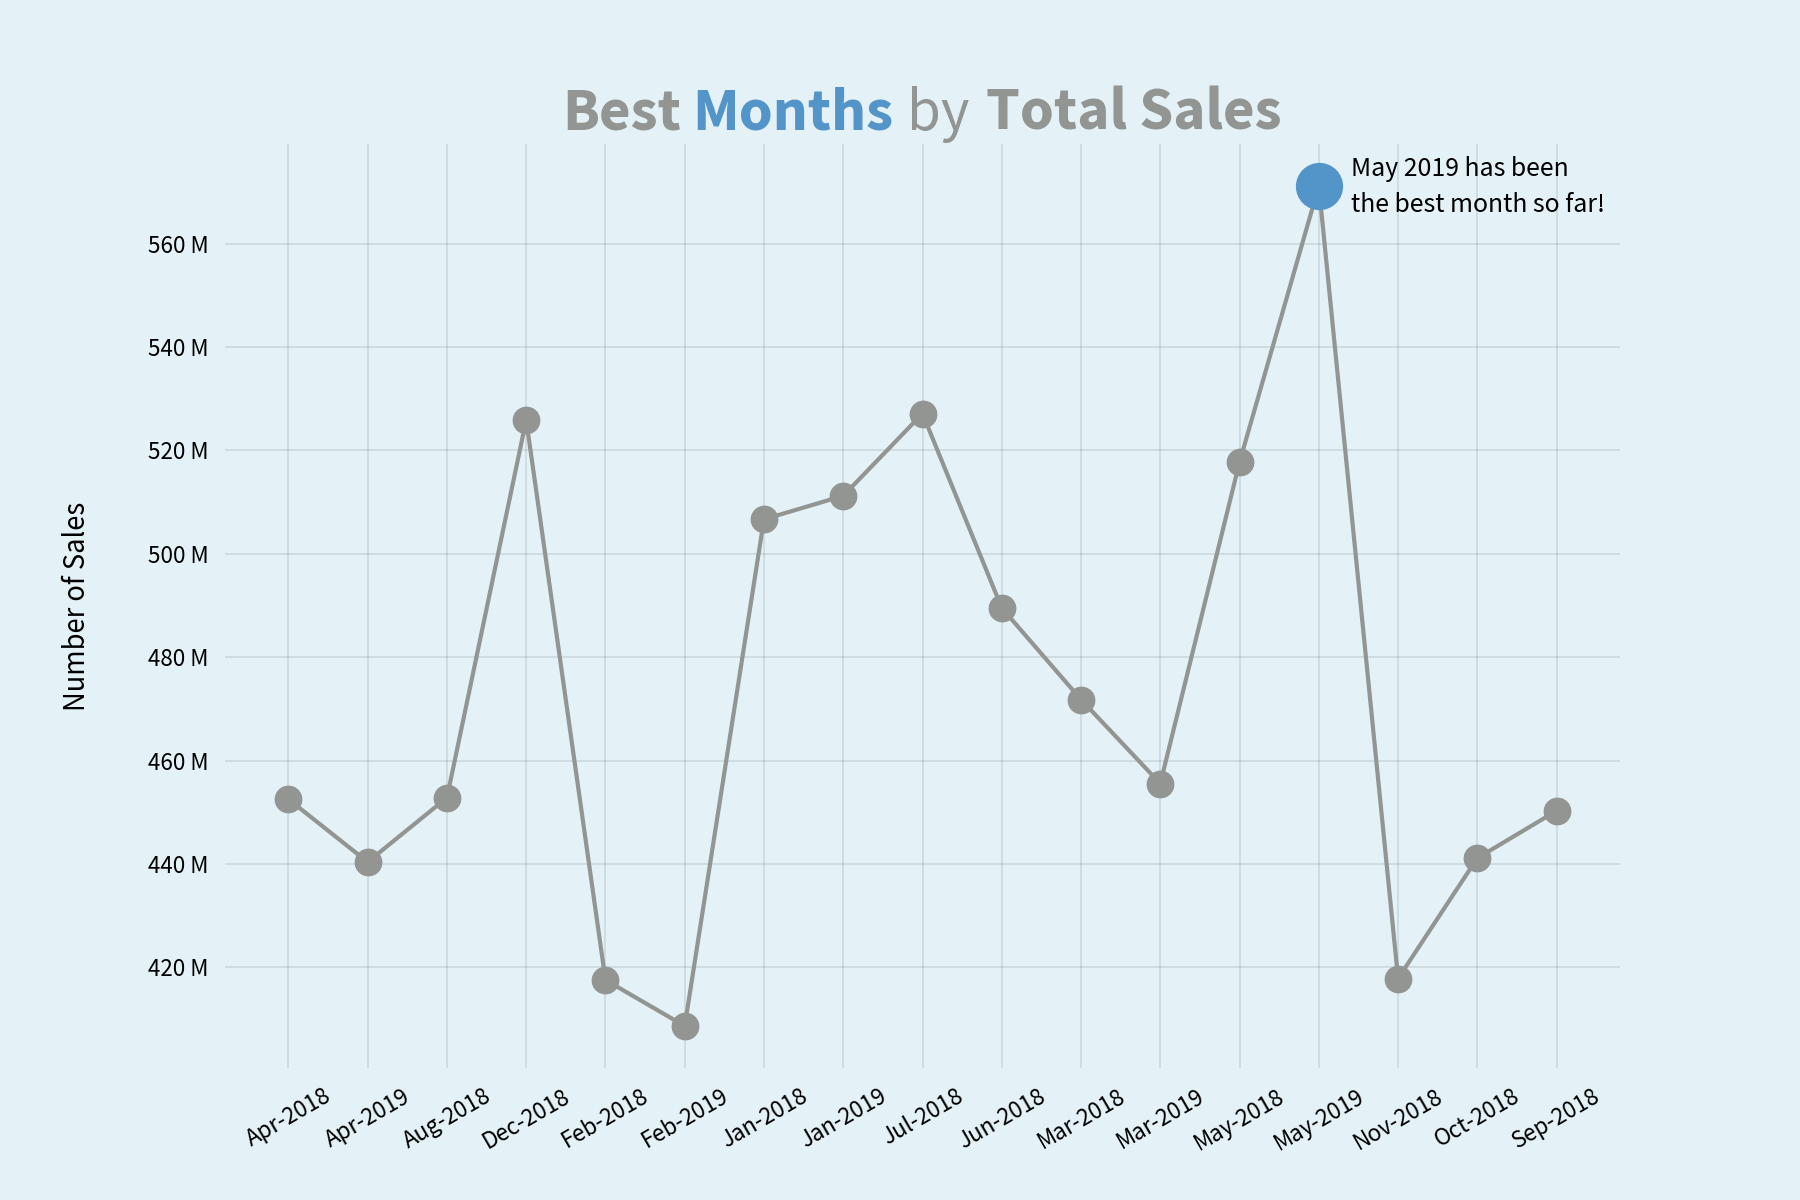 Best Months by Total Sales
May 2019 has been
the best month so far!
560 M
540 M
520 M
500 M
480 M
460 M
440 M
420 M
Number of Sales
Apr-2018
Apr-2019
Aug-2018
Dec-2018
Feb-2018
Feb-2019
Jan-2018
Jan-2019
Jul-2018
Jun-2018
Mar-2018
Mar-2019
May-2018
May-2019
Nov-2018
Oct-2018
Sep-2018